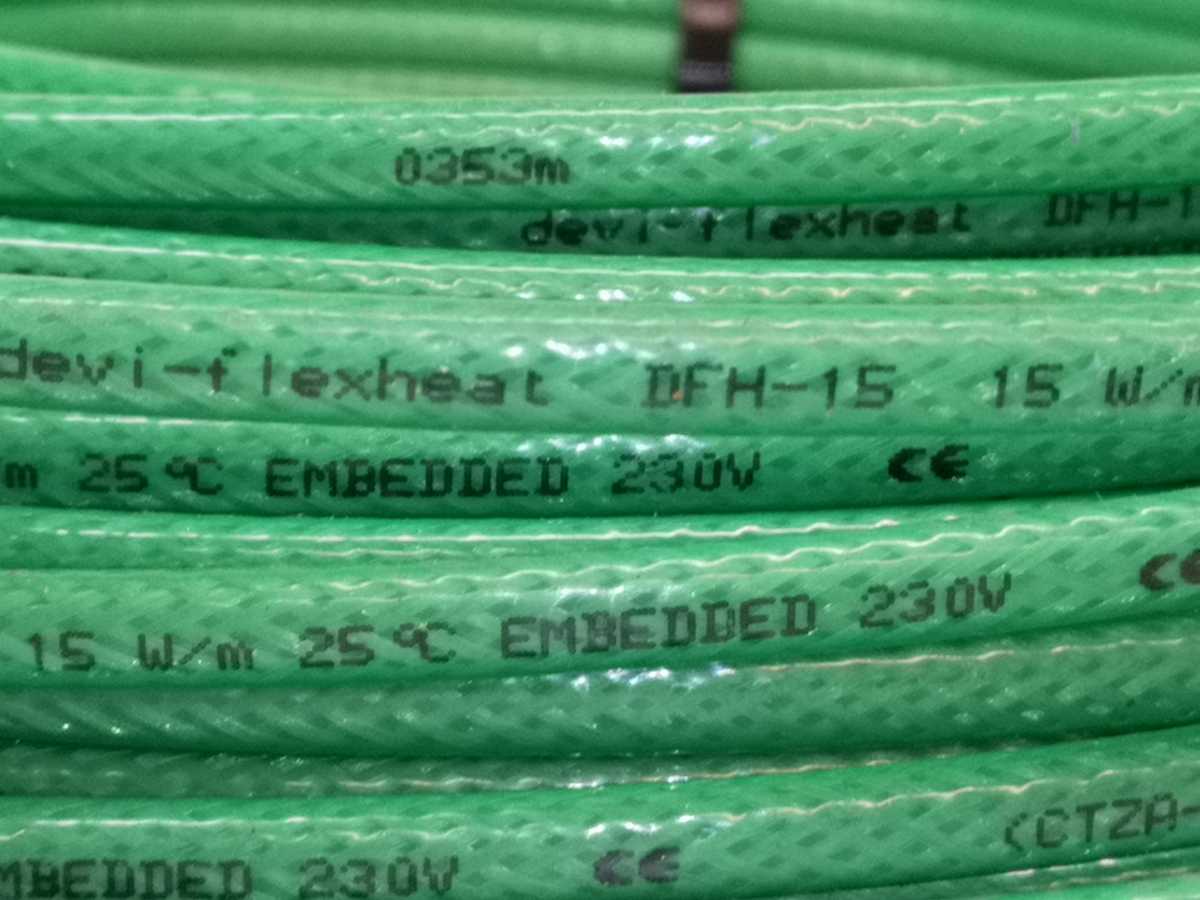 0353m
devi-flexheat DFH-1
devi-flexheat DFH-15 15 W/m
m 25°C EMBEDDED 230V CE
15 W/m 25°C EMBEDDED 230V CE
MBEDDED 230V CE (CTZA-